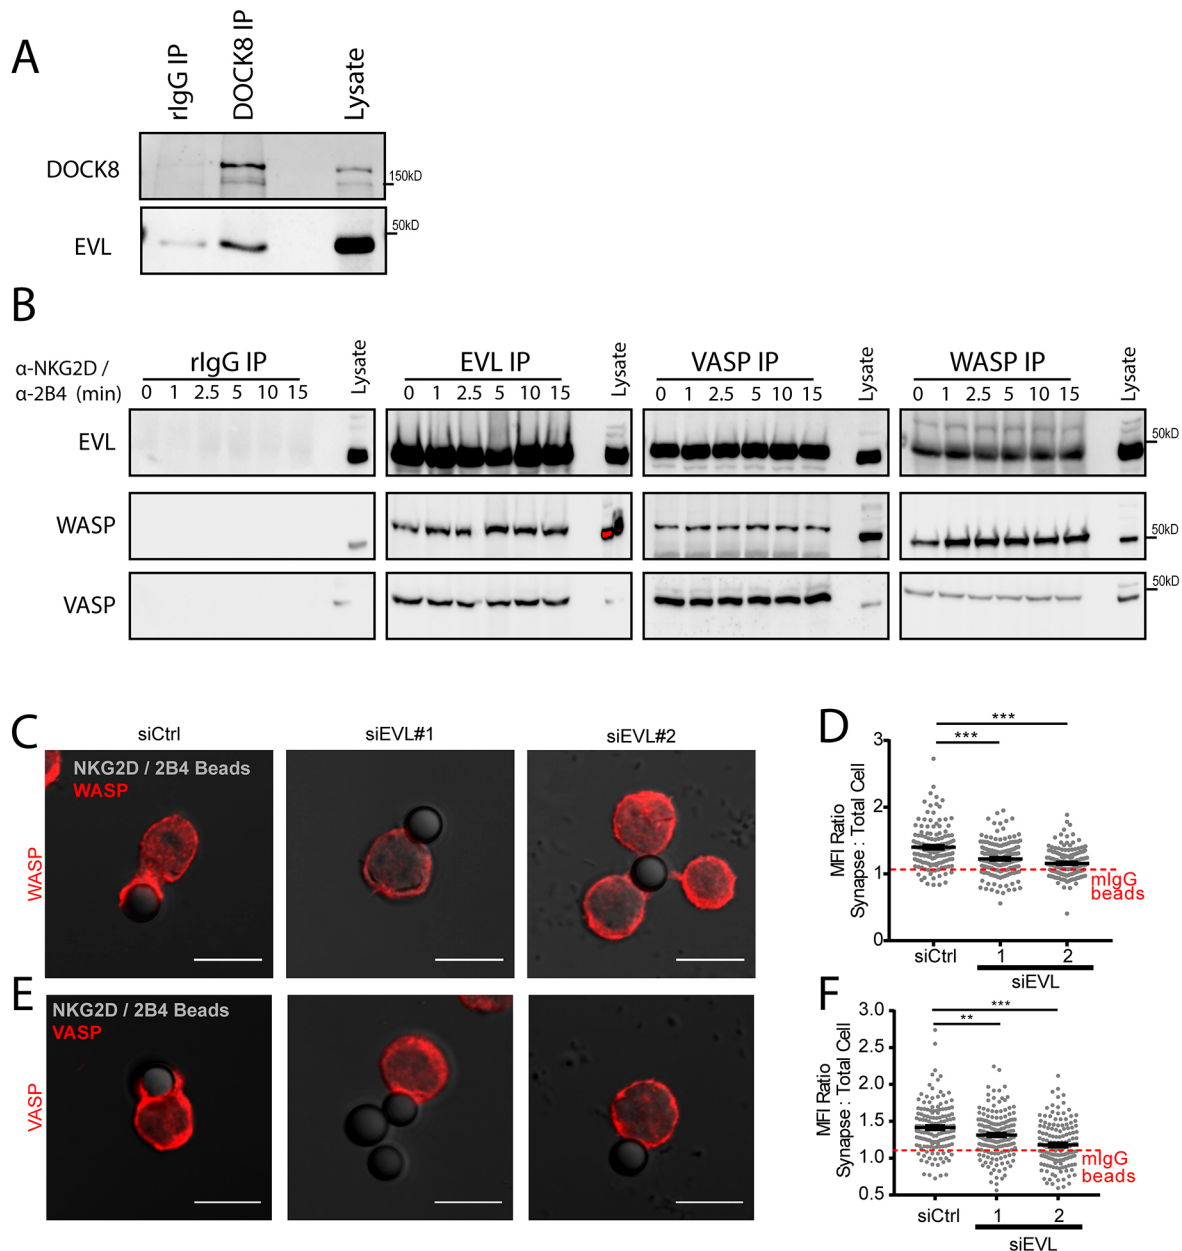 A
rIgG IP
DOCK8 IP
Lysate
DOCK8
150kD
EVL
50kD
B
α-NKG2D /
α-2B4 (min)
rIgG IP
0 1 2.5 5 10 15
Lysate
EVL IP
0 1 2.5 5 10 15
Lysate
VASP IP
0 1 2.5 5 10 15
Lysate
WASP IP
0 1 2.5 5 10 15
Lysate
EVL
50kD
WASP
50kD
VASP
50kD
C
siCtrl
siEVL#1
siEVL#2
NKG2D / 2B4 Beads
WASP
WASP
D
MFI Ratio
Synapse : Total Cell
3
2
1
0
***
***
mIgG
beads
siCtrl
1
2
siEVL
E
NKG2D / 2B4 Beads
VASP
VASP
F
MFI Ratio
Synapse : Total Cell
3.0
2.5
2.0
1.5
1.0
0.5
***
**
mIgG
beads
siCtrl
1
2
siEVL